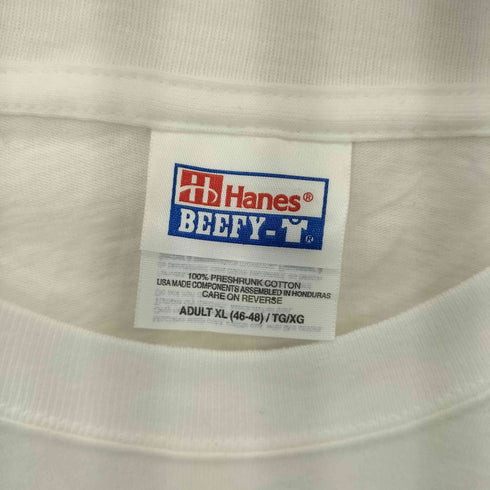 Hanes®
BEEFY-®
100% PRESHRUNK COTTON
USA MADE COMPONENTS ASSEMBLED IN HONDURAS
CARE ON REVERSE
ADULT XL (46-48) / TG/XG